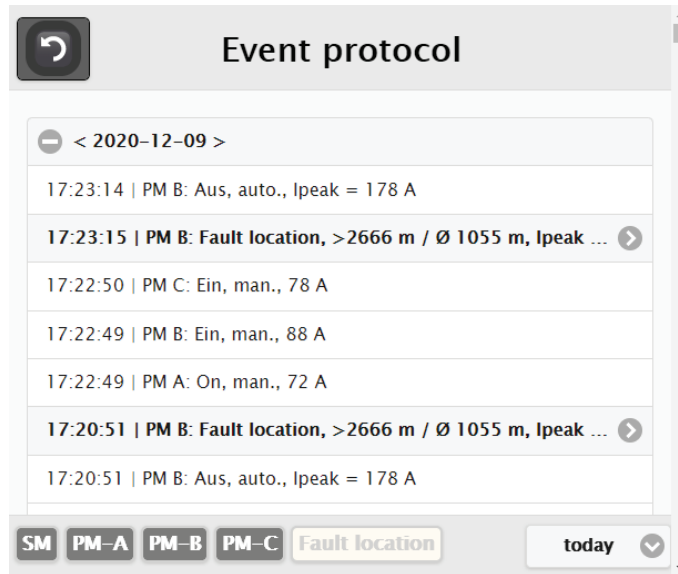 Event protocol
< 2020-12-09 >
17:23:14 | PM B: Aus, auto., Ipeak = 178 A
17:23:15 | PM B: Fault location, >2666 m / Ø 1055 m, Ipeak ...
17:22:50 | PM C: Ein, man., 78 A
17:22:49 | PM B: Ein, man., 88 A
17:22:49 | PM A: On, man., 72 A
17:20:51 | PM B: Fault location, >2666 m / Ø 1055 m, Ipeak ...
17:20:51 | PM B: Aus, auto., Ipeak = 178 A
SM PM-A PM-B PM-C Fault location today